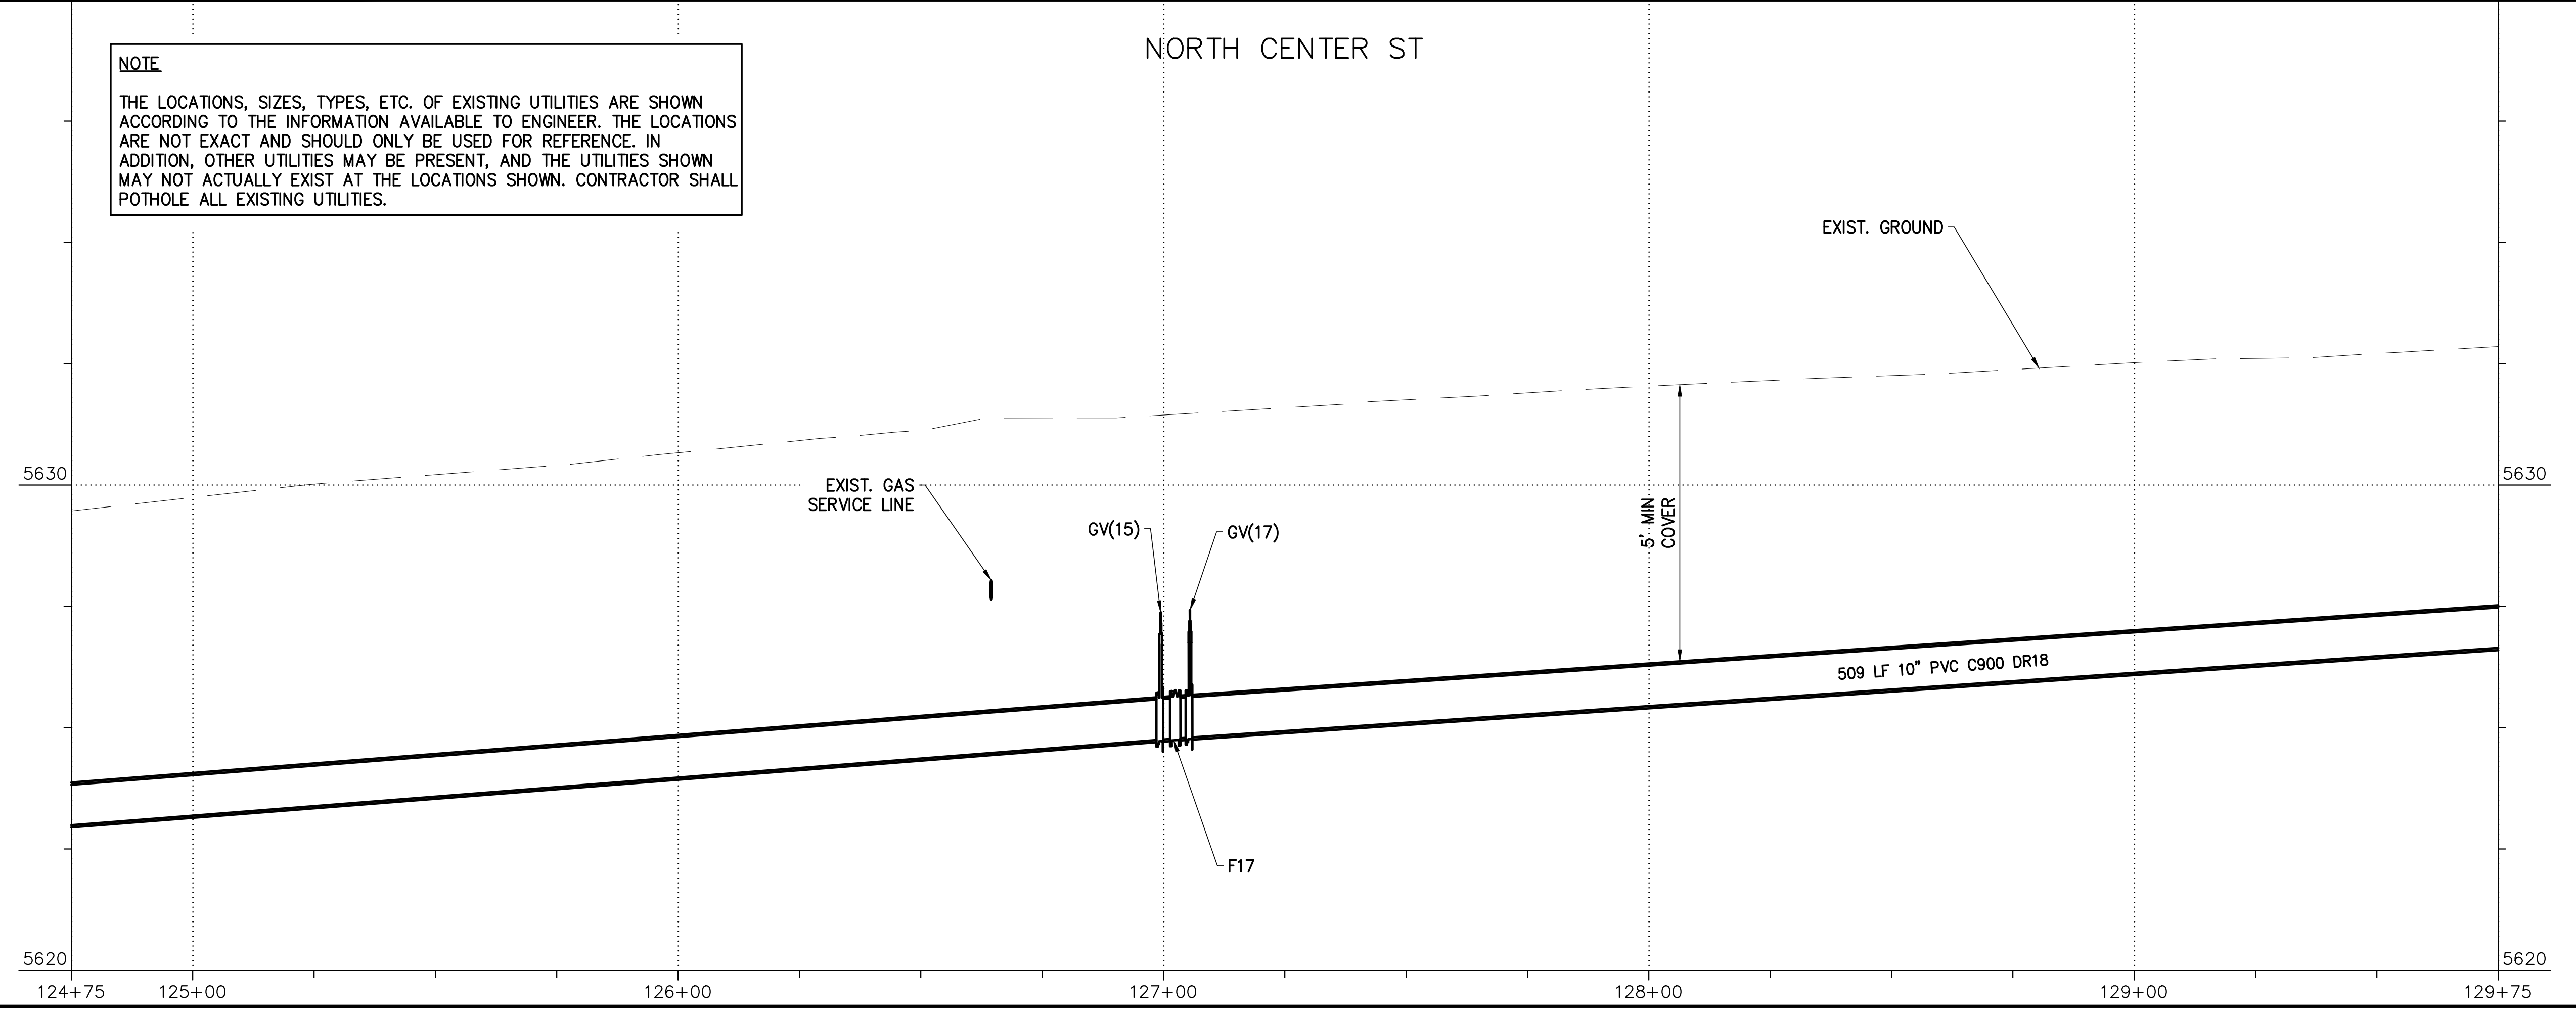 NORTH CENTER ST
NOTE
THE LOCATIONS, SIZES, TYPES, ETC. OF EXISTING UTILITIES ARE SHOWN
ACCORDING TO THE INFORMATION AVAILABLE TO ENGINEER. THE LOCATIONS
ARE NOT EXACT AND SHOULD ONLY BE USED FOR REFERENCE. IN
ADDITION, OTHER UTILITIES MAY BE PRESENT, AND THE UTILITIES SHOWN
MAY NOT ACTUALLY EXIST AT THE LOCATIONS SHOWN. CONTRACTOR SHALL
POTHOLE ALL EXISTING UTILITIES.
EXIST. GROUND
5630
5630
EXIST. GAS
SERVICE LINE
GV(15)
GV(17)
5' MIN
COVER
509 LF 10" PVC C900 DR18
F17
5620
5620
124+75
125+00
126+00
127+00
128+00
129+00
129+75